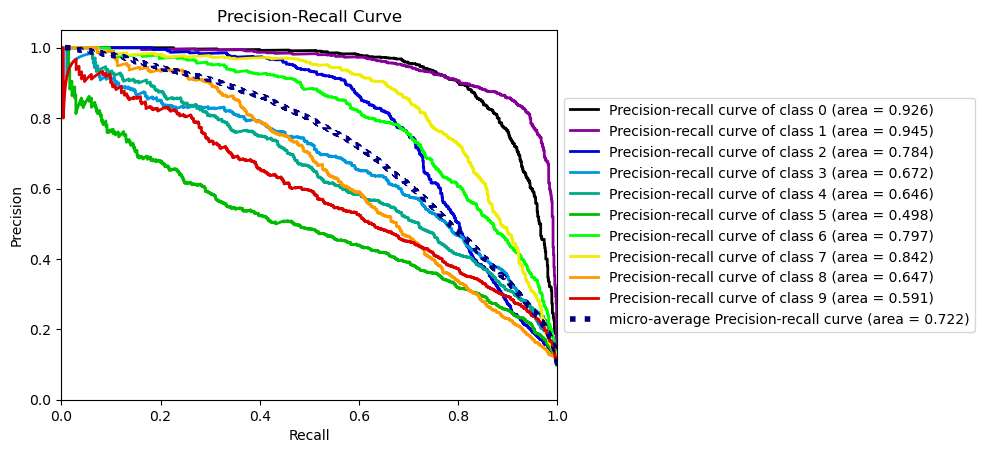 Precision-Recall Curve
1.0
0.8
0.6
0.4
0.2
0.0
Precision
0.0 0.2 0.4 0.6 0.8 1.0
Recall
Precision-recall curve of class 0 (area = 0.926)
Precision-recall curve of class 1 (area = 0.945)
Precision-recall curve of class 2 (area = 0.784)
Precision-recall curve of class 3 (area = 0.672)
Precision-recall curve of class 4 (area = 0.646)
Precision-recall curve of class 5 (area = 0.498)
Precision-recall curve of class 6 (area = 0.797)
Precision-recall curve of class 7 (area = 0.842)
Precision-recall curve of class 8 (area = 0.647)
Precision-recall curve of class 9 (area = 0.591)
micro-average Precision-recall curve (area = 0.722)